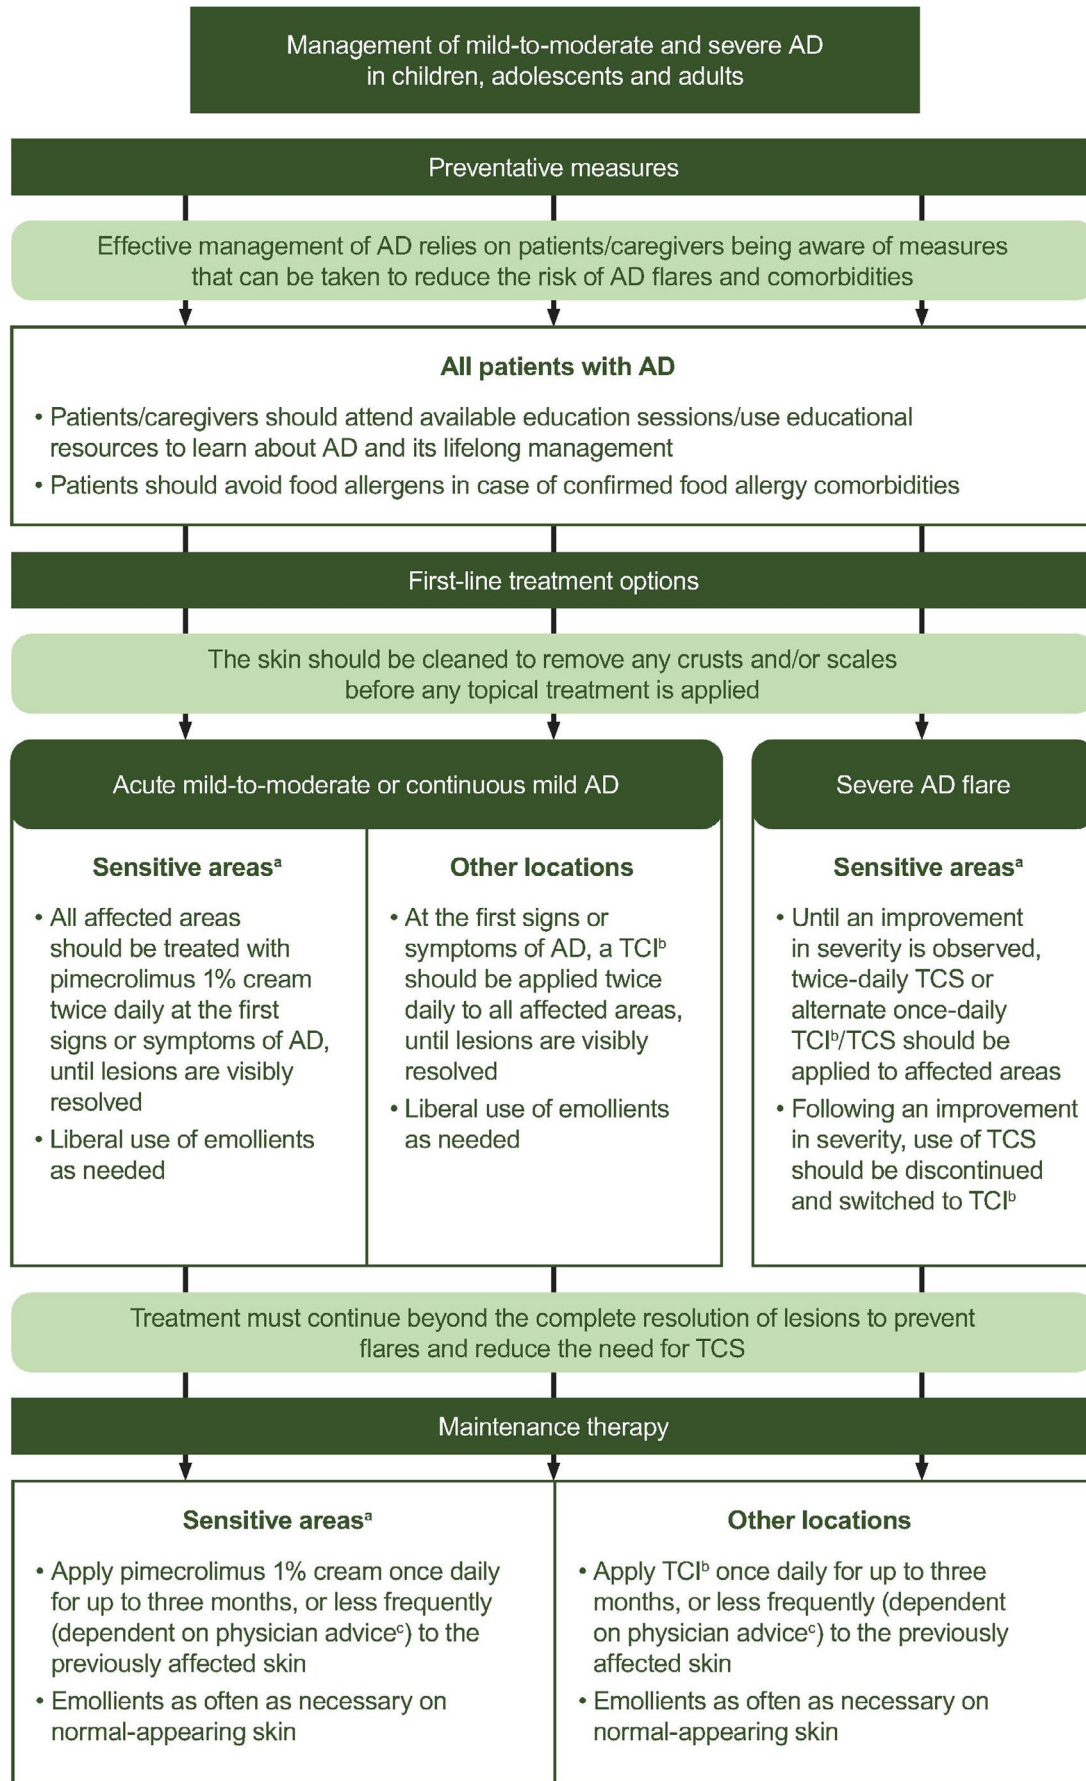 Management of mild-to-moderate and severe AD
in children, adolescents and adults
Preventative measures
Effective management of AD relies on patients/caregivers being aware of measures
that can be taken to reduce the risk of AD flares and comorbidities
All patients with AD
• Patients/caregivers should attend available education sessions/use educational
resources to learn about AD and its lifelong management
• Patients should avoid food allergens in case of confirmed food allergy comorbidities
First-line treatment options
The skin should be cleaned to remove any crusts and/or scales
before any topical treatment is applied
Acute mild-to-moderate or continuous mild AD
Sensitive areasᵃ
• All affected areas
should be treated with
pimecrolimus 1% cream
twice daily at the first
signs or symptoms of AD,
until lesions are visibly
resolved
• Liberal use of emollients
as needed
Other locations
• At the first signs or
symptoms of AD, a TCIᵇ
should be applied twice
daily to all affected areas,
until lesions are visibly
resolved
• Liberal use of emollients
as needed
Severe AD flare
Sensitive areasᵃ
• Until an improvement
in severity is observed,
twice-daily TCS or
alternate once-daily
TCIᵇ/TCS should be
applied to affected areas
• Following an improvement
in severity, use of TCS
should be discontinued
and switched to TCIᵇ
Treatment must continue beyond the complete resolution of lesions to prevent
flares and reduce the need for TCS
Maintenance therapy
Sensitive areasᵃ
• Apply pimecrolimus 1% cream once daily
for up to three months, or less frequently
(dependent on physician adviceᶜ) to the
previously affected skin
• Emollients as often as necessary on
normal-appearing skin
Other locations
• Apply TCIᵇ once daily for up to three
months, or less frequently (dependent
on physician adviceᶜ) to the previously
affected skin
• Emollients as often as necessary on
normal-appearing skin